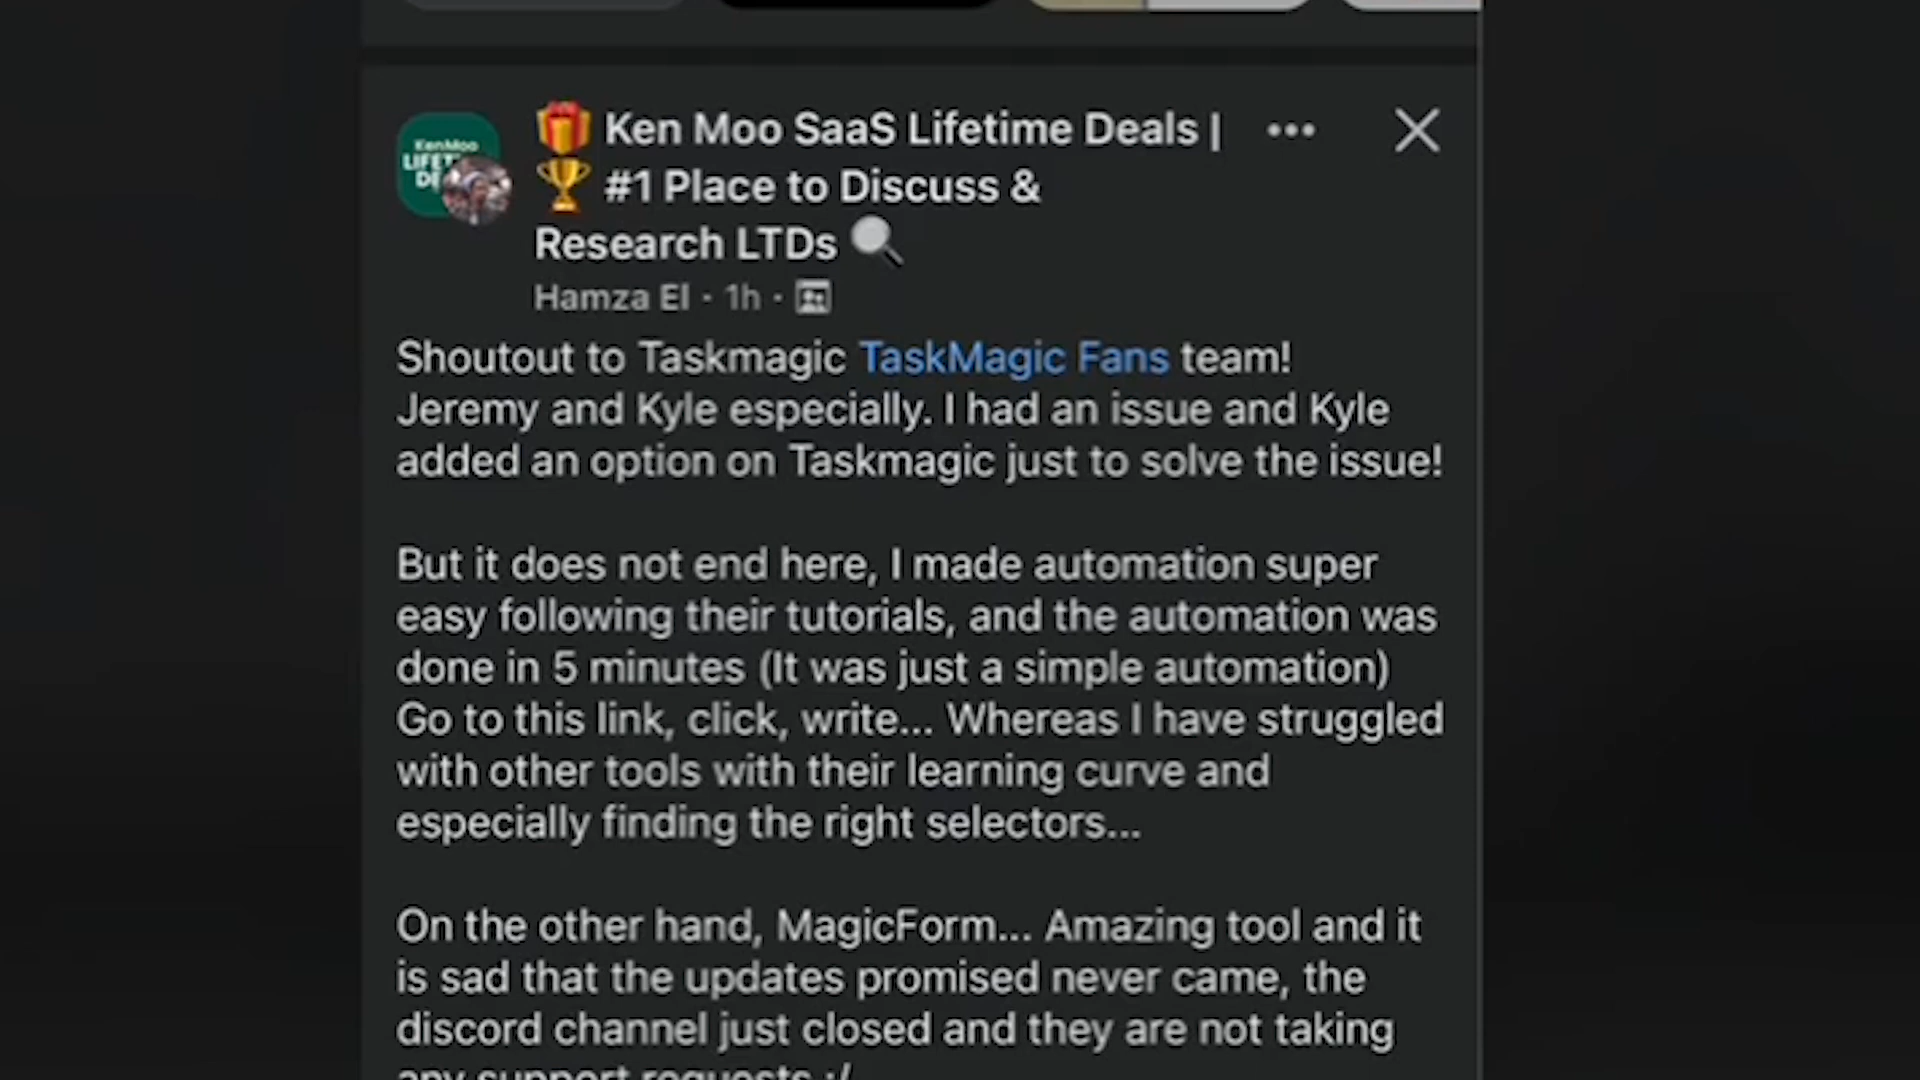 KenMoo
🎁 Ken Moo SaaS Lifetime Deals |
🏆 #1 Place to Discuss &
Research LTDs 🔍
Hamza El · 1h ·
Shoutout to Taskmagic TaskMagic Fans team!
Jeremy and Kyle especially. I had an issue and Kyle
added an option on Taskmagic just to solve the issue!
But it does not end here, I made automation super
easy following their tutorials, and the automation was
done in 5 minutes (It was just a simple automation)
Go to this link, click, write... Whereas I have struggled
with other tools with their learning curve and
especially finding the right selectors...
On the other hand, MagicForm... Amazing tool and it
is sad that the updates promised never came, the
discord channel just closed and they are not taking
any support requests :/